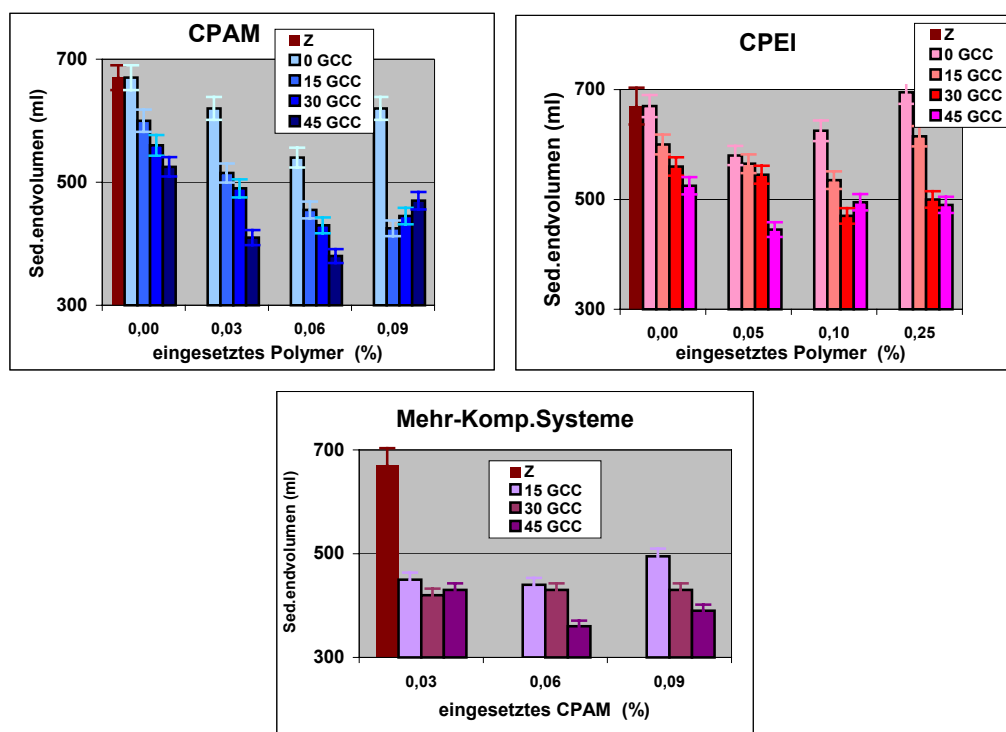 CPAM
Z
0 GCC
15 GCC
30 GCC
45 GCC
700
500
300
Sed.endvolumen (ml)
0,00 0,03 0,06 0,09
eingesetztes Polymer (%)
CPEI
Z
0 GCC
15 GCC
30 GCC
45 GCC
700
500
300
Sed.endvolumen (ml)
0,00 0,05 0,10 0,25
eingesetztes Polymer (%)
Mehr-Komp.Systeme
Z
15 GCC
30 GCC
45 GCC
700
500
300
Sed.endvolumen (ml)
0,03 0,06 0,09
eingesetztes CPAM (%)